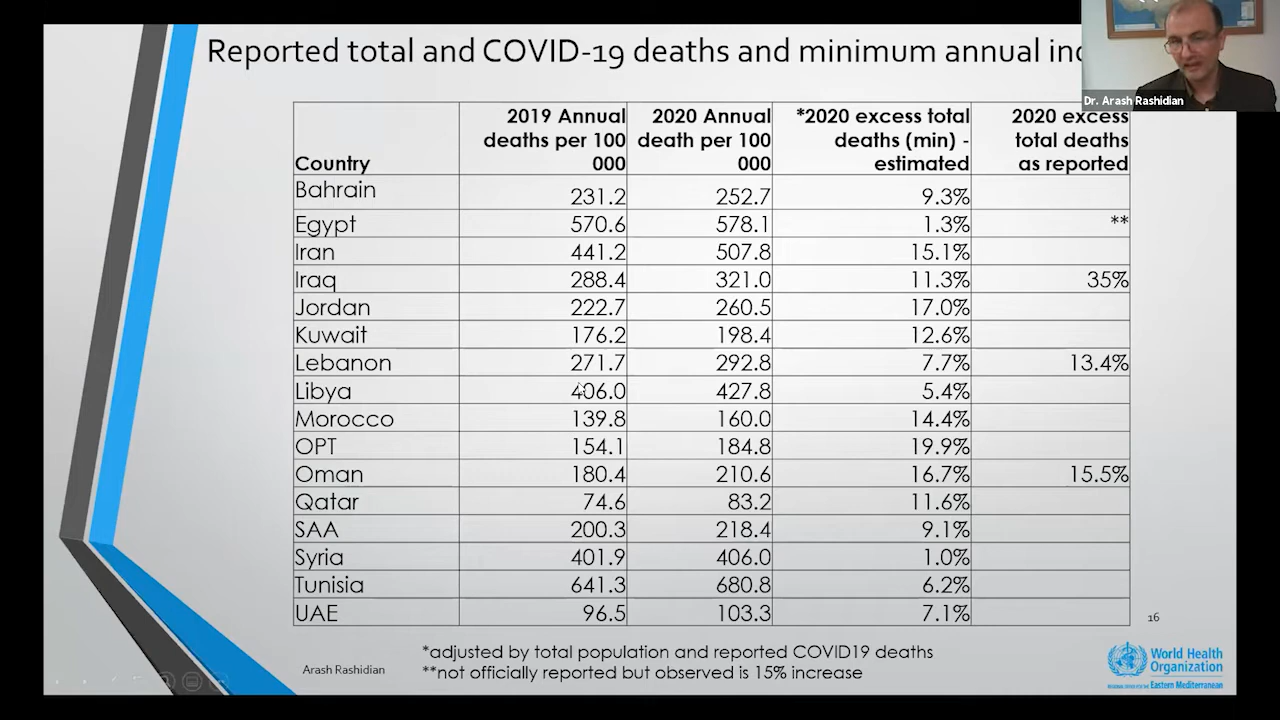 Reported total and COVID-19 deaths and minimum annual
Dr. Arash Rashidian
Country 2019 Annual deaths per 100 000 2020 Annual death per 100 000 *2020 excess total deaths (min) - estimated 2020 excess total deaths as reported
Bahrain 231.2 252.7 9.3%
Egypt 570.6 578.1 1.3% **
Iran 441.2 507.8 15.1%
Iraq 288.4 321.0 11.3% 35%
Jordan 222.7 260.5 17.0%
Kuwait 176.2 198.4 12.6%
Lebanon 271.7 292.8 7.7% 13.4%
Libya 406.0 427.8 5.4%
Morocco 139.8 160.0 14.4%
OPT 154.1 184.8 19.9%
Oman 180.4 210.6 16.7% 15.5%
Qatar 74.6 83.2 11.6%
SAA 200.3 218.4 9.1%
Syria 401.9 406.0 1.0%
Tunisia 641.3 680.8 6.2%
UAE 96.5 103.3 7.1%
16
*adjusted by total population and reported COVID19 deaths
**not officially reported but observed is 15% increase
Arash Rashidian
World Health
Organization
REGIONAL OFFICE FOR THE Eastern Mediterranean